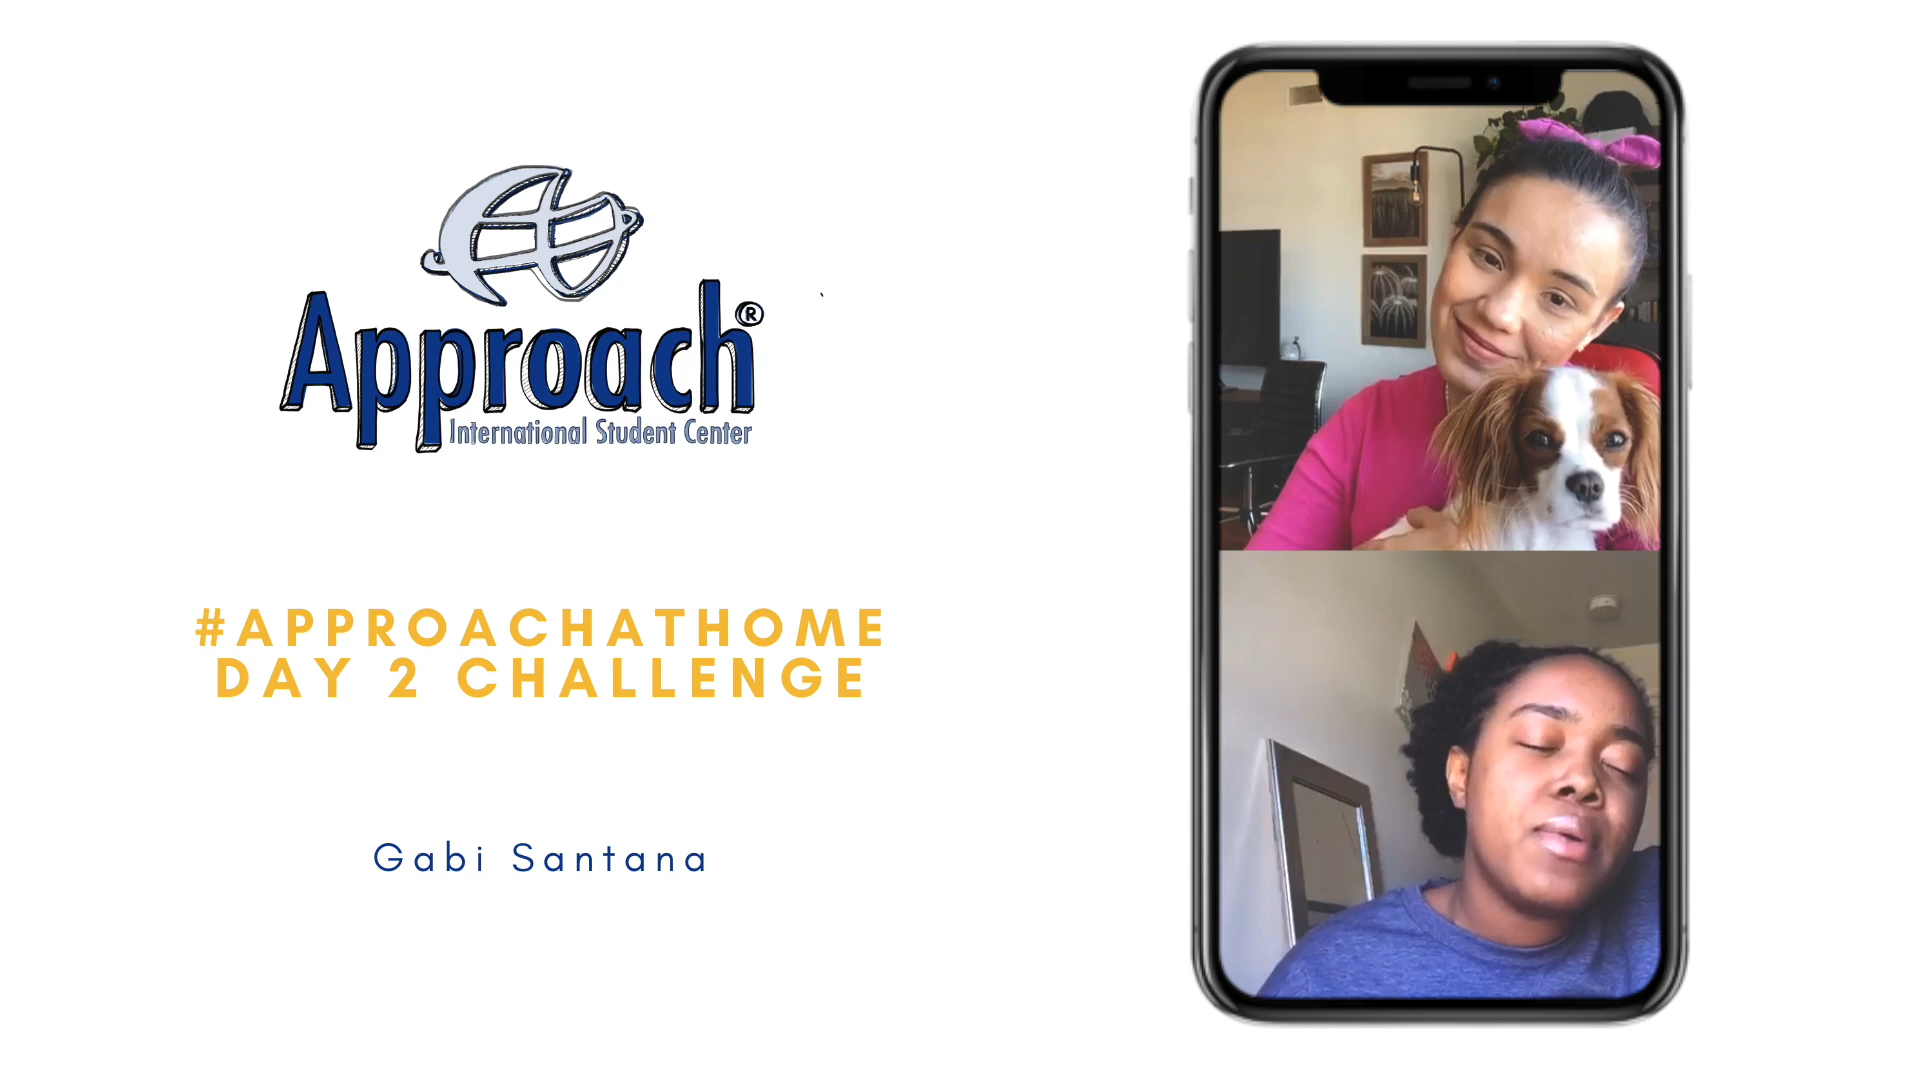 Approach®
International Student Center
#APPROACHATHOME
DAY 2 CHALLENGE
Gabi Santana